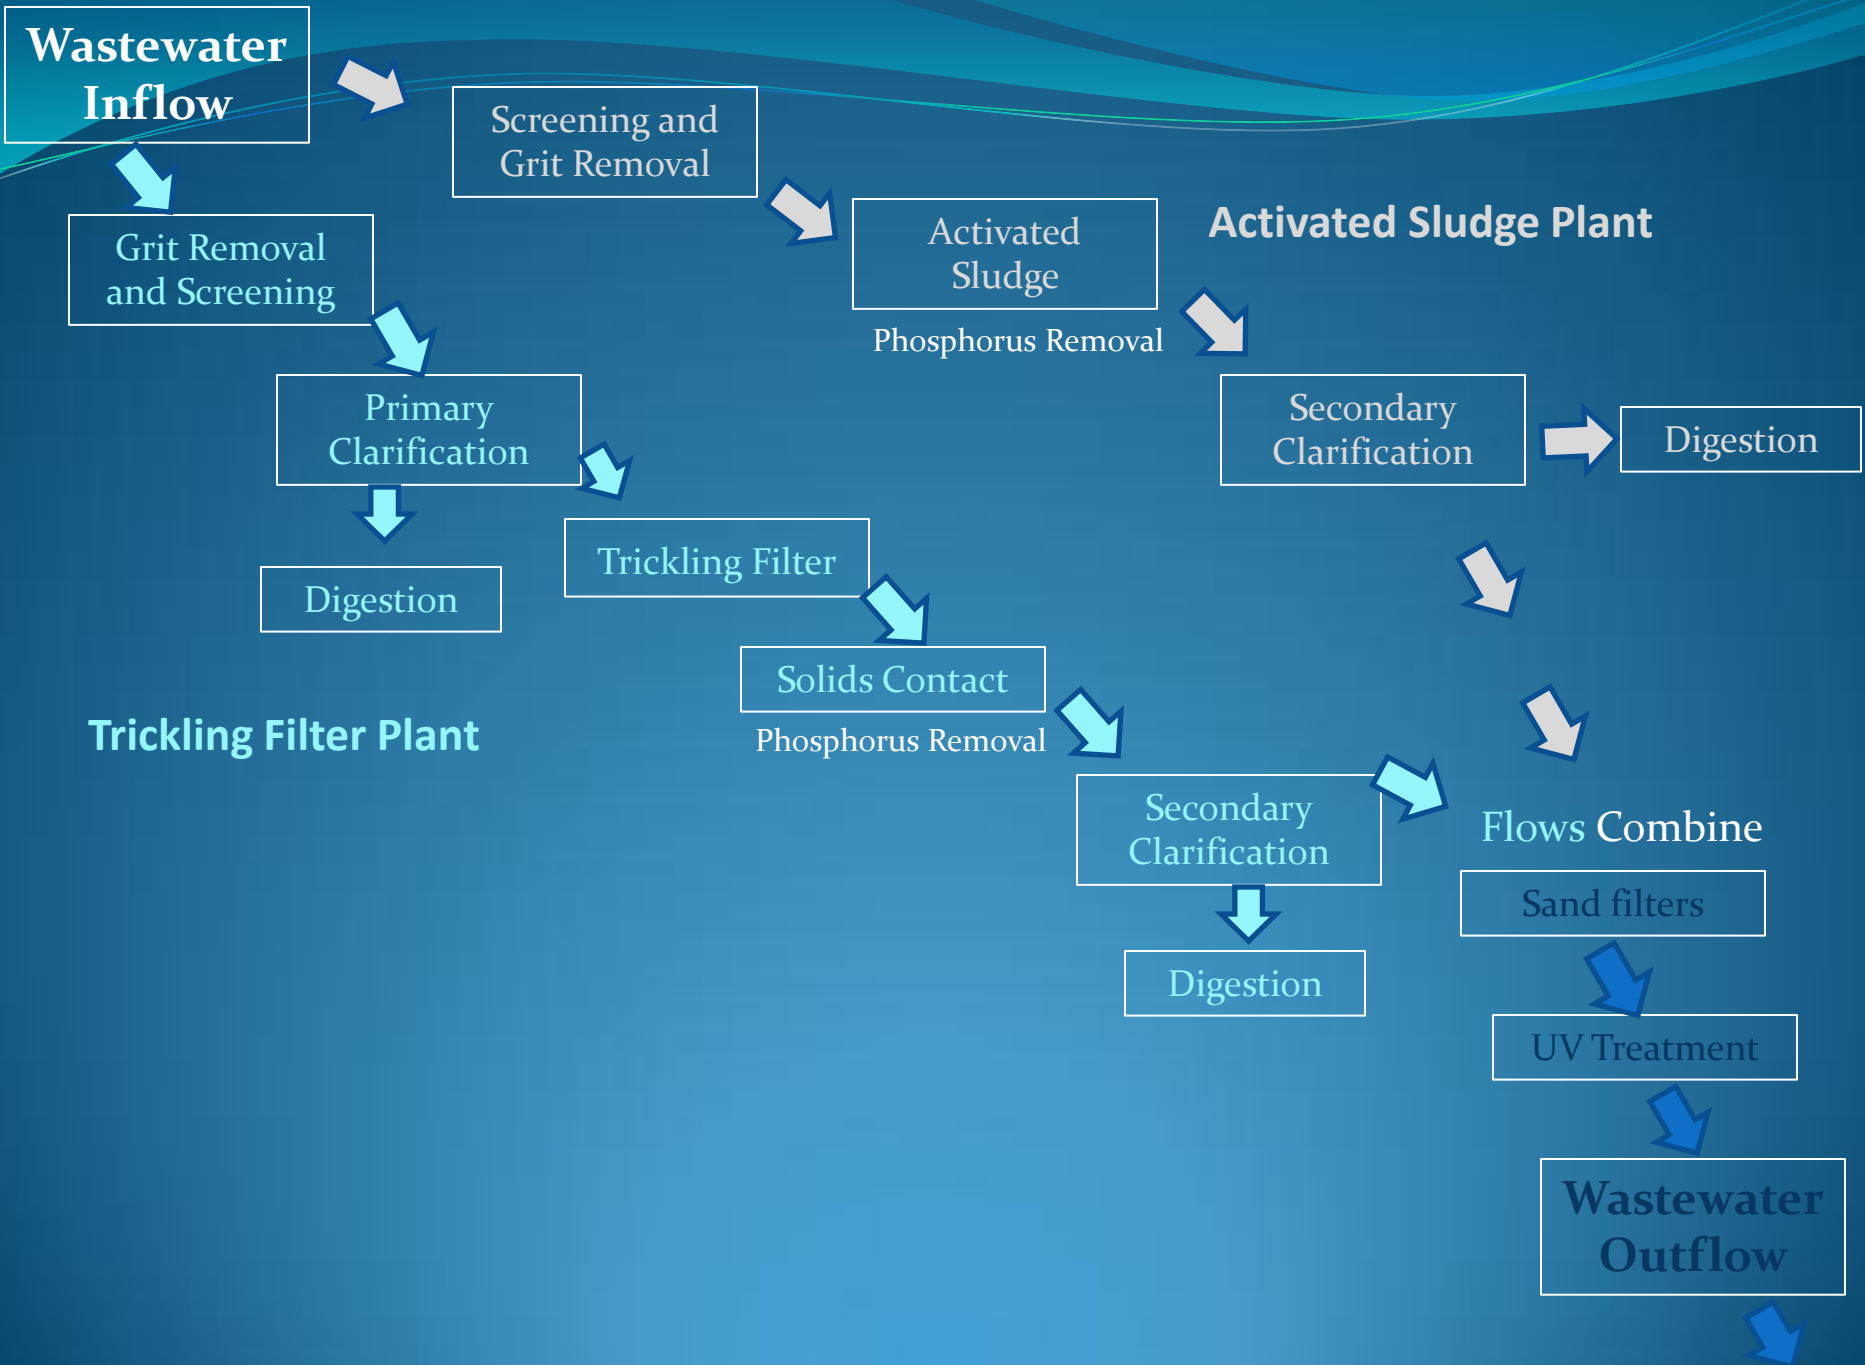 Wastewater
Inflow
Screening and
Grit Removal
Activated
Sludge
Activated Sludge Plant
Grit Removal
and Screening
Phosphorus Removal
Primary
Clarification
Secondary
Clarification
Digestion
Trickling Filter
Digestion
Solids Contact
Trickling Filter Plant
Phosphorus Removal
Secondary
Clarification
Flows Combine
Sand filters
Digestion
UV Treatment
Wastewater
Outflow